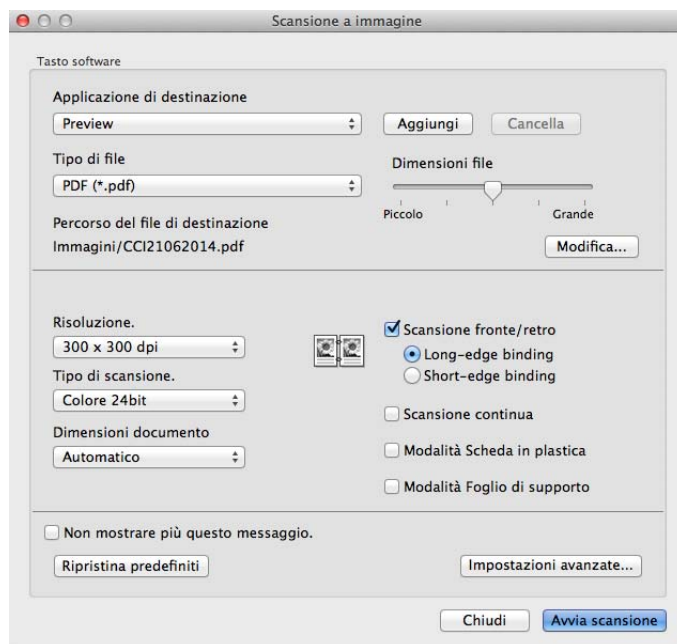 Scansione a immagine
Tasto software
Applicazione di destinazione
Preview Aggiungi Cancella
Tipo di file Dimensioni file
PDF (*.pdf)
Piccolo Grande
Percorso del file di destinazione
Immagini/CCI21062014.pdf Modifica...
Risoluzione. Scansione fronte/retro
300 x 300 dpi Long-edge binding
Tipo di scansione. Short-edge binding
Colore 24bit Scansione continua
Dimensioni documento
Automatico Modalità Scheda in plastica
Modalità Foglio di supporto
Non mostrare più questo messaggio.
Ripristina predefiniti Impostazioni avanzate...
Chiudi Avvia scansione